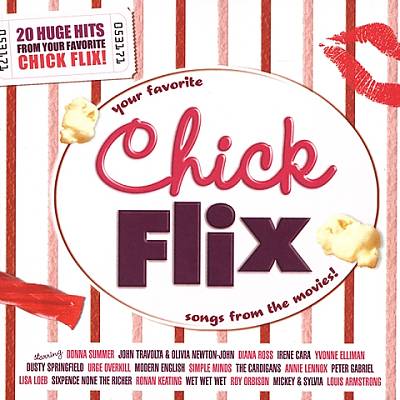 053171
20 HUGE HITS
FROM YOUR FAVORITE
CHICK FLIX!
053171
your favorite
Chick
Flix
songs from the movies!
starring DONNA SUMMER JOHN TRAVOLTA & OLIVIA NEWTON-JOHN DIANA ROSS IRENE CARA YVONNE ELLIMAN
DUSTY SPRINGFIELD URGE OVERKILL MODERN ENGLISH SIMPLE MINDS THE CARDIGANS ANNIE LENNOX PETER GABRIEL
LISA LOEB SIXPENCE NONE THE RICHER RONAN KEATING WET WET WET ROY ORBISON MICKEY & SYLVIA LOUIS ARMSTRONG